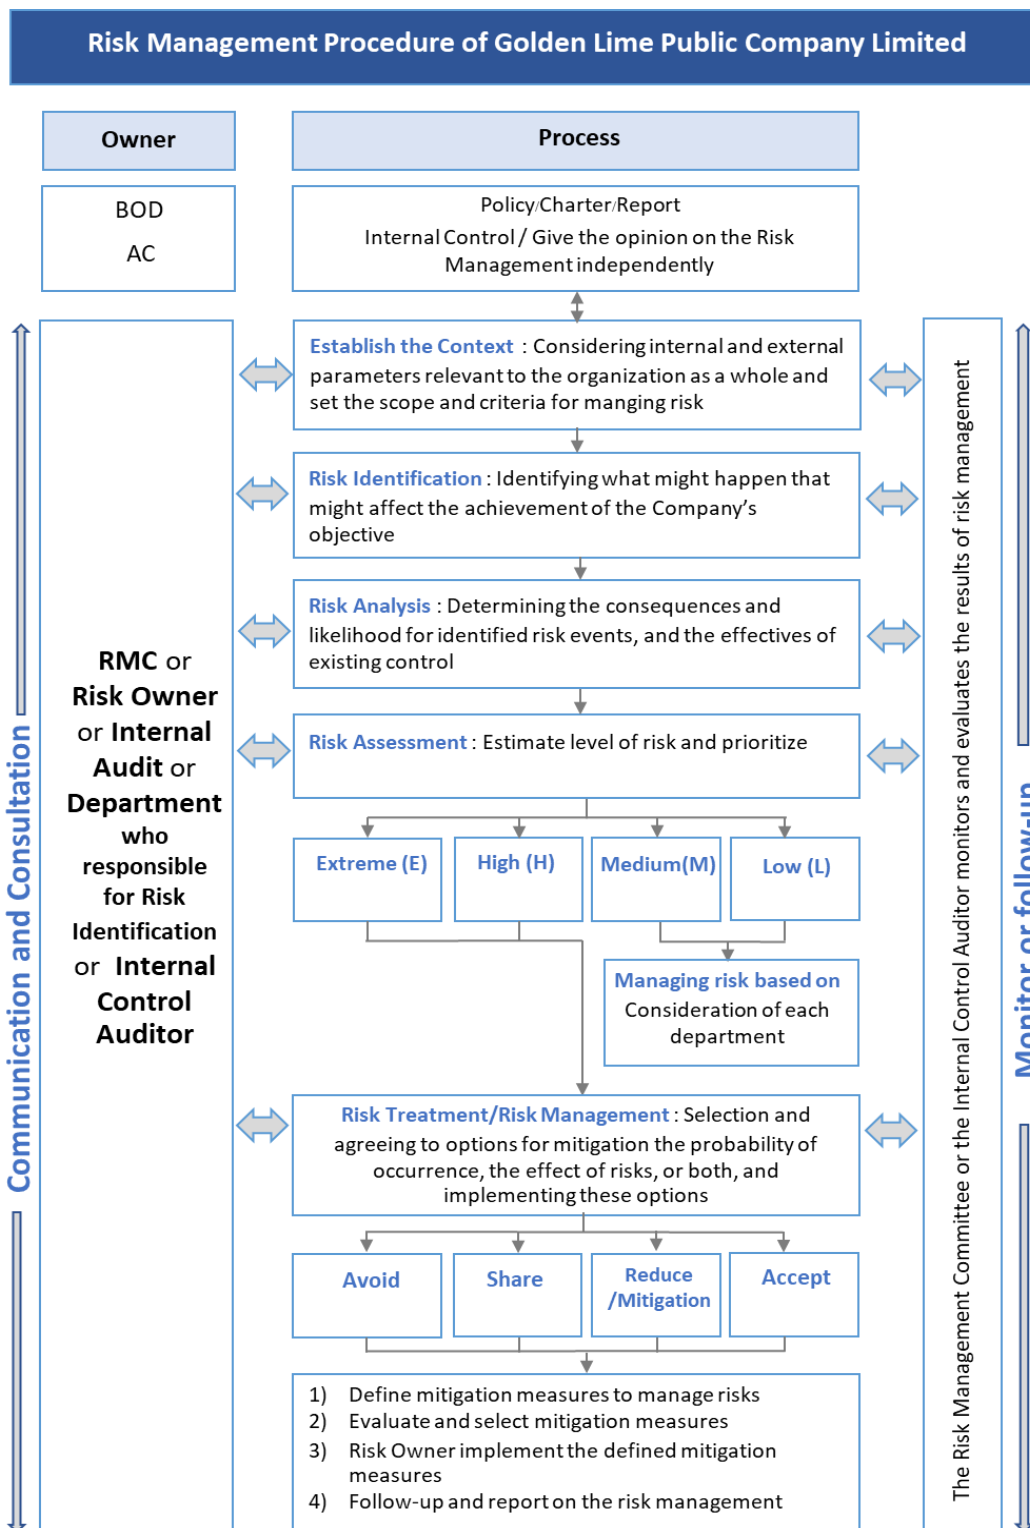 Risk Management Procedure of Golden Lime Public Company Limited
Owner
Process
BOD
AC
Policy/Charter/Report
Internal Control / Give the opinion on the Risk
Management independently
Communication and Consultation
RMC or
Risk Owner
or Internal
Audit or
Department
who
responsible
for Risk
Identification
or Internal
Control
Auditor
Establish the Context : Considering internal and external
parameters relevant to the organization as a whole and
set the scope and criteria for manging risk
Risk Identification : Identifying what might happen that
might affect the achievement of the Company's
objective
Risk Analysis : Determining the consequences and
likelihood for identified risk events, and the effectives of
existing control
Risk Assessment : Estimate level of risk and prioritize
Extreme (E)
High (H)
Medium(M)
Low (L)
Managing risk based on
Consideration of each
department
Risk Treatment/Risk Management : Selection and
agreeing to options for mitigation the probability of
occurrence, the effect of risks, or both, and
implementing these options
Avoid
Share
Reduce
/Mitigation
Accept
1) Define mitigation measures to manage risks
2) Evaluate and select mitigation measures
3) Risk Owner implement the defined mitigation
measures
4) Follow-up and report on the risk management
The Risk Management Committee or the Internal Control Auditor monitors and evaluates the results of risk management
Monitor or follow-up